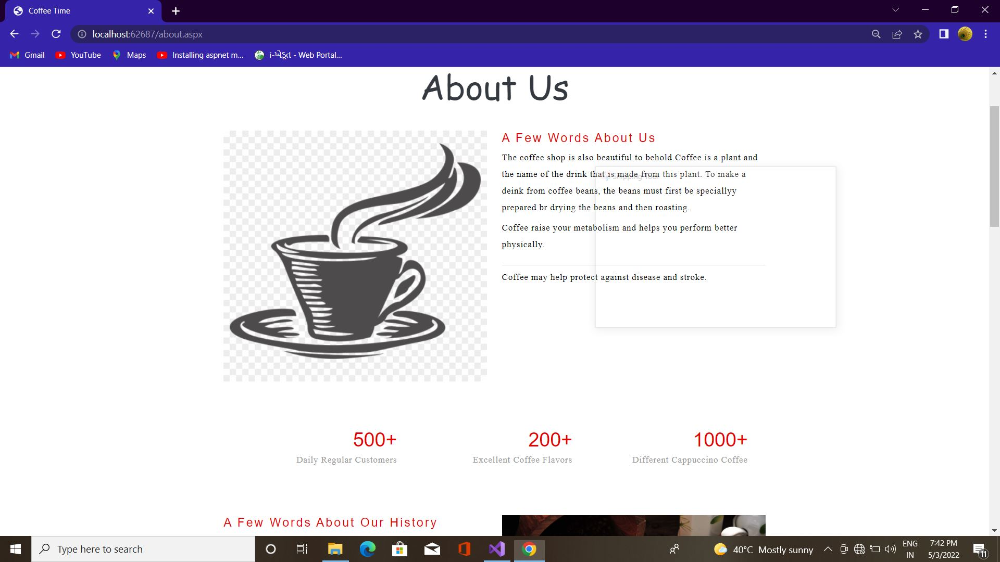 Coffee Time
localhost:62687/about.aspx
Gmail YouTube Maps Installing aspnet m... i-ખેડૂત - Web Portal...
About Us
A Few Words About Us
The coffee shop is also beautiful to behold.Coffee is a plant and
the name of the drink that is made from this plant. To make a
Snipping Tool
deink from coffee beans, the beans must first be speciallyy
prepared br drying the beans and then roasting.
Coffee raise your metabolism and helps you perform better
physically.
Coffee may help protect against disease and stroke.
500+ 200+ 1000+
Daily Regular Customers Excellent Coffee Flavors Different Cappuccino Coffee
A Few Words About Our History
Type here to search
40°C Mostly sunny
ENG
IN
7:42 PM
5/3/2022
11